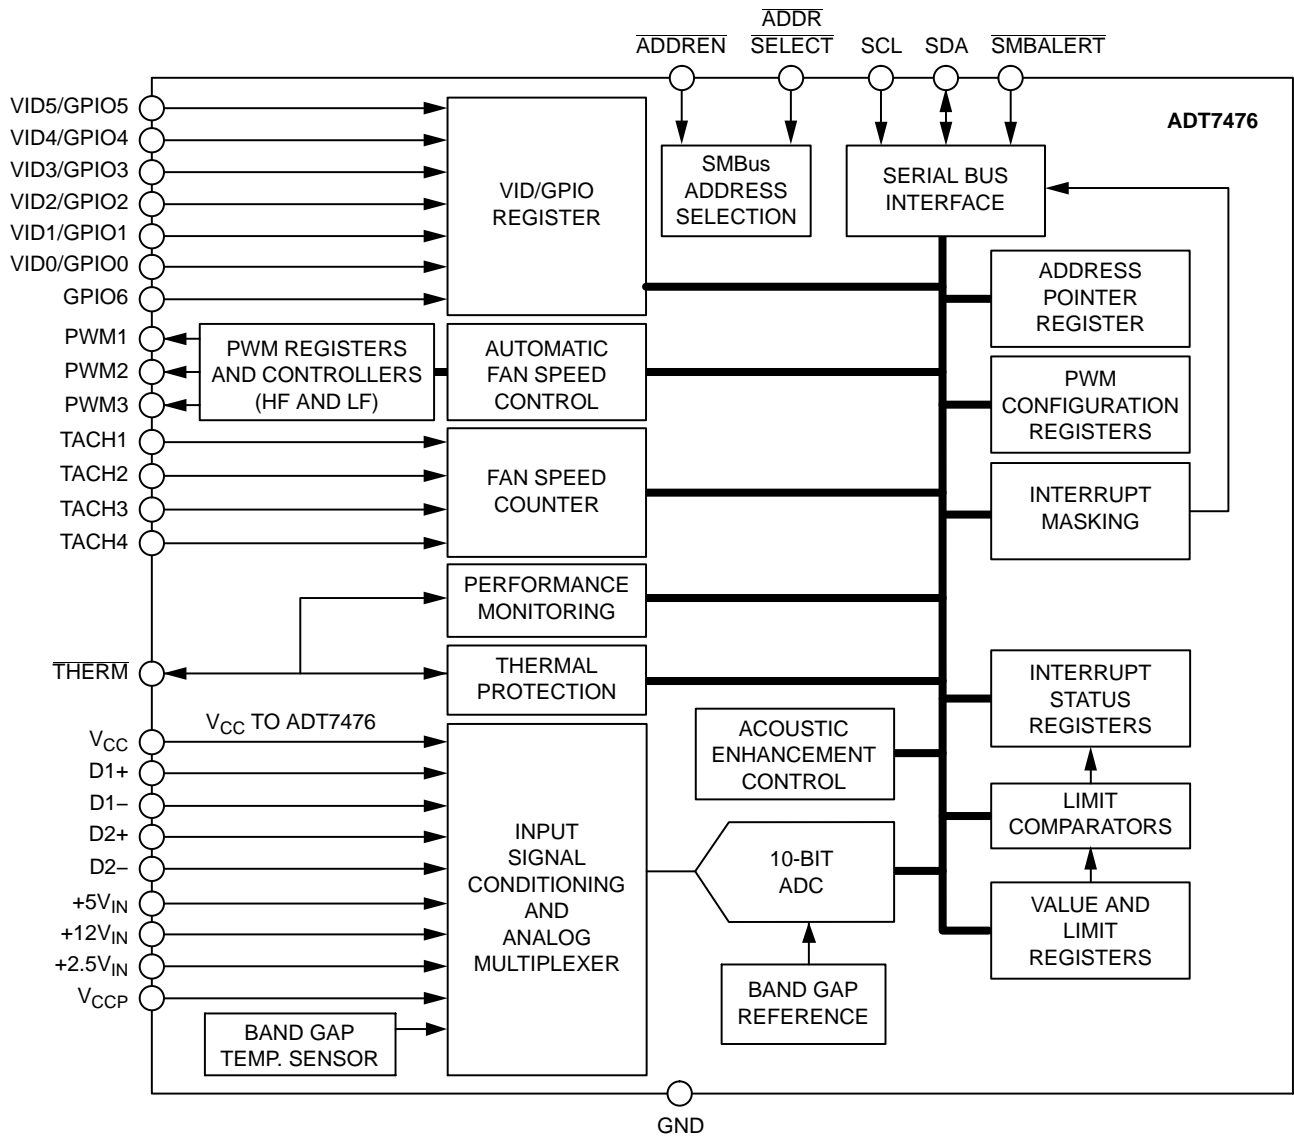 ADDR
ADDREN SELECT SCL SDA SMBALERT
ADT7476
VID5/GPIO5
VID4/GPIO4
VID3/GPIO3
VID2/GPIO2
VID1/GPIO1
VID0/GPIO0
GPIO6
VID/GPIO
REGISTER
SMBus
ADDRESS
SELECTION
SERIAL BUS
INTERFACE
ADDRESS
POINTER
REGISTER
PWM1
PWM2
PWM3
PWM REGISTERS
AND CONTROLLERS
(HF AND LF)
AUTOMATIC
FAN SPEED
CONTROL
PWM
CONFIGURATION
REGISTERS
TACH1
TACH2
TACH3
TACH4
FAN SPEED
COUNTER
INTERRUPT
MASKING
PERFORMANCE
MONITORING
THERM
THERMAL
PROTECTION
INTERRUPT
STATUS
REGISTERS
VCC TO ADT7476
VCC
D1+
D1–
D2+
D2–
+5VIN
+12VIN
+2.5VIN
VCCP
ACOUSTIC
ENHANCEMENT
CONTROL
LIMIT
COMPARATORS
INPUT
SIGNAL
CONDITIONING
AND
ANALOG
MULTIPLEXER
10-BIT
ADC
VALUE AND
LIMIT
REGISTERS
BAND GAP
REFERENCE
BAND GAP
TEMP. SENSOR
GND